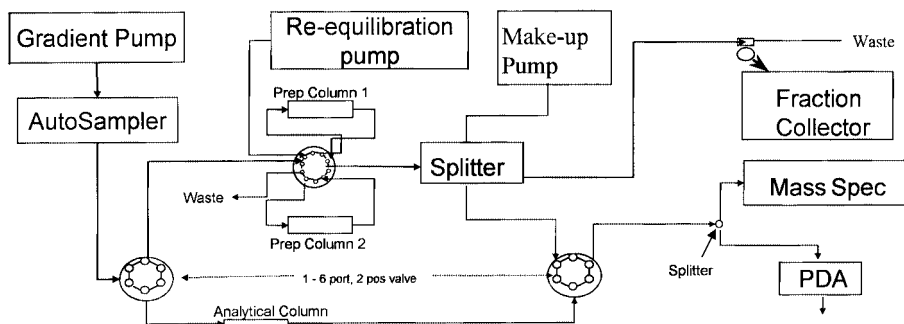 Gradient Pump
Re-equilibration
pump
Make-up
Pump
Waste
Prep Column 1
AutoSampler
Fraction
Collector
Splitter
Mass Spec
Waste
Prep Column 2
Splitter
1 - 6 port, 2 pos valve
PDA
Analytical Column